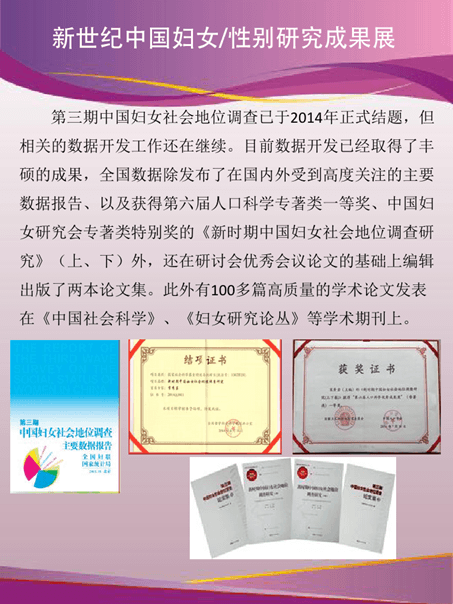 新世纪中国妇女/性别研究成果展
第三期中国妇女社会地位调查已于2014年正式结题，但
相关的数据开发工作还在继续。目前数据开发已经取得了丰
硕的成果，全国数据除发布了在国内外受到高度关注的主要
数据报告、以及获得第六届人口科学专著类一等奖、中国妇
女研究会专著类特别奖的《新时期中国妇女社会地位调查研
究》（上、下）外，还在研讨会优秀会议论文的基础上编辑
出版了两本论文集。此外有100多篇高质量的学术论文发表
在《中国社会科学》、《妇女研究论丛》等学术期刊上。
第三期
中国妇女社会地位调查
主要数据报告
全国妇联
国家统计局
结项证书
获奖证书